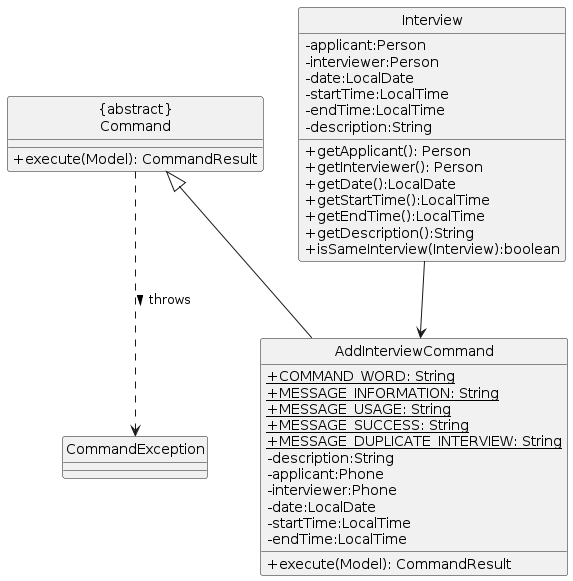 Interview
-applicant:Person
-interviewer:Person
-date:LocalDate
-startTime:LocalTime
-endTime:LocalTime
-description:String
+getApplicant(): Person
+getInterviewer(): Person
+getDate():LocalDate
+getStartTime():LocalTime
+getEndTime():LocalTime
+getDescription():String
+isSameInterview(Interview):boolean
{abstract}
Command
+execute(Model): CommandResult
throws
AddInterviewCommand
+COMMAND_WORD: String
+MESSAGE_INFORMATION: String
+MESSAGE_USAGE: String
+MESSAGE_SUCCESS: String
+MESSAGE_DUPLICATE_INTERVIEW: String
-description:String
-applicant:Phone
-interviewer:Phone
-date:LocalDate
-startTime:LocalTime
-endTime:LocalTime
+execute(Model): CommandResult
CommandException